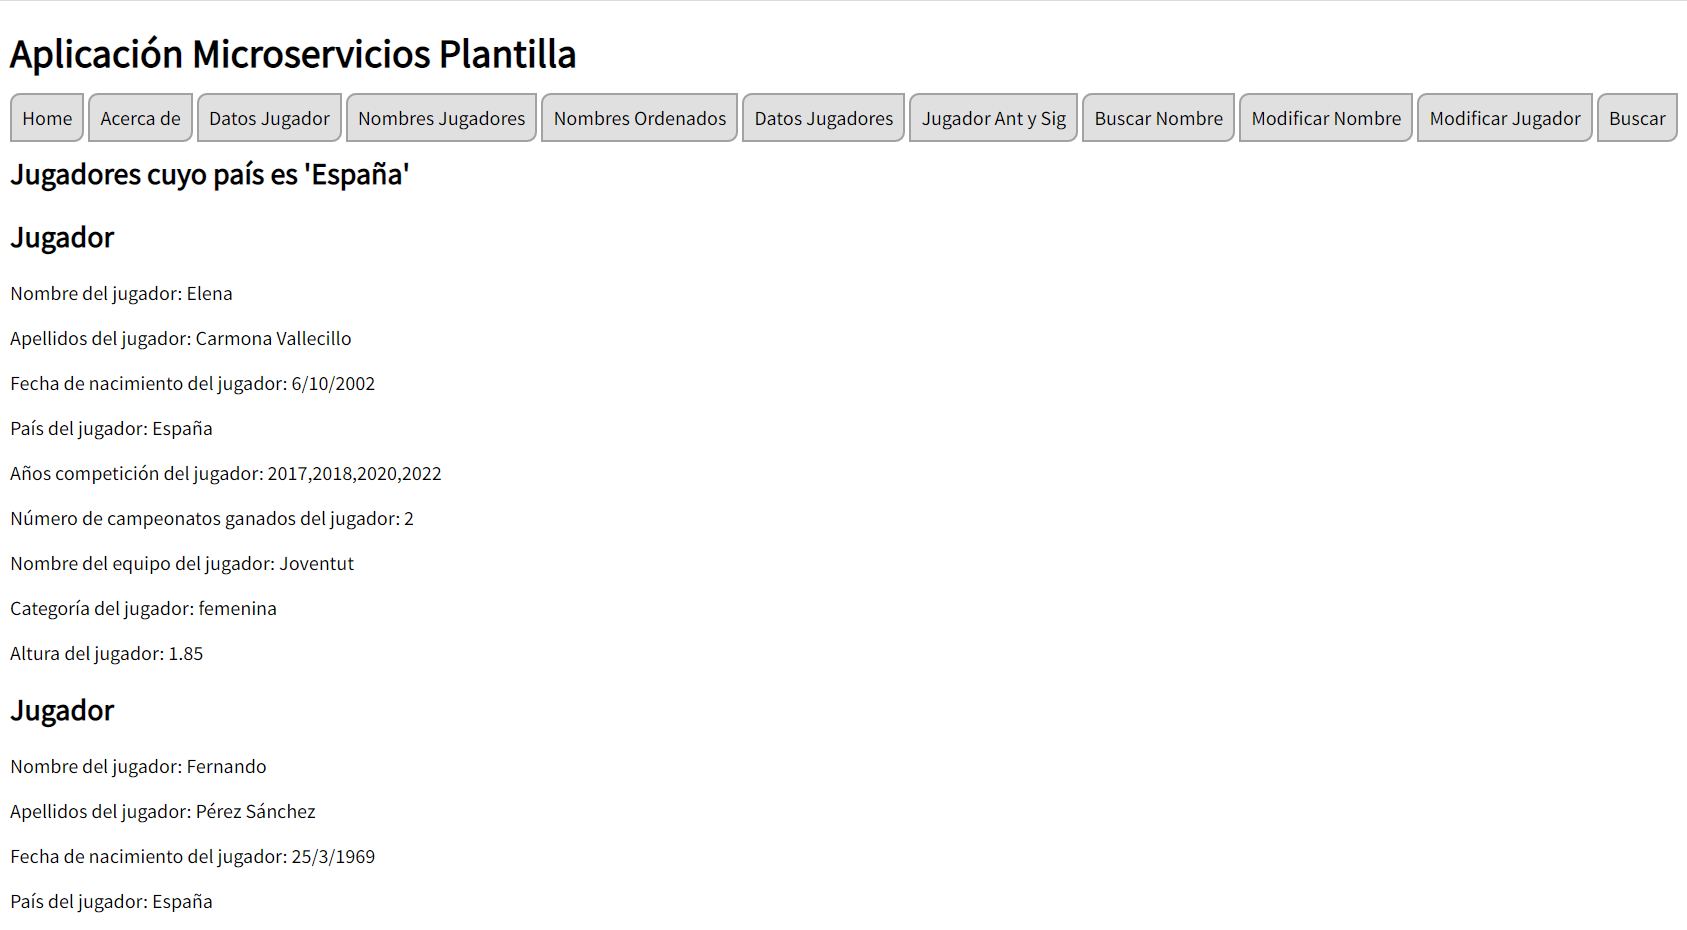 Aplicación Microservicios Plantilla
Home Acerca de Datos Jugador Nombres Jugadores Nombres Ordenados Datos Jugadores Jugador Ant y Sig Buscar Nombre Modificar Nombre Modificar Jugador Buscar
Jugadores cuyo país es 'España'
Jugador
Nombre del jugador: Elena
Apellidos del jugador: Carmona Vallecillo
Fecha de nacimiento del jugador: 6/10/2002
País del jugador: España
Años competición del jugador: 2017,2018,2020,2022
Número de campeonatos ganados del jugador: 2
Nombre del equipo del jugador: Joventut
Categoría del jugador: femenina
Altura del jugador: 1.85
Jugador
Nombre del jugador: Fernando
Apellidos del jugador: Pérez Sánchez
Fecha de nacimiento del jugador: 25/3/1969
País del jugador: España